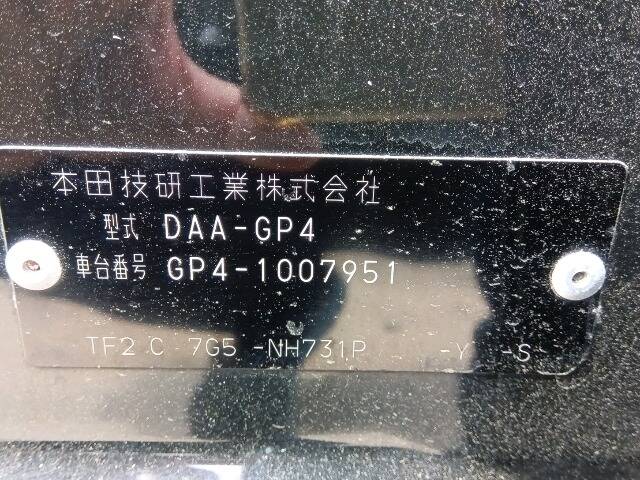 本田技研工業株式会社
型式 DAA-GP4
車台番号 GP4-1007951
TF2 C 7G5 -NH731P -Y -S